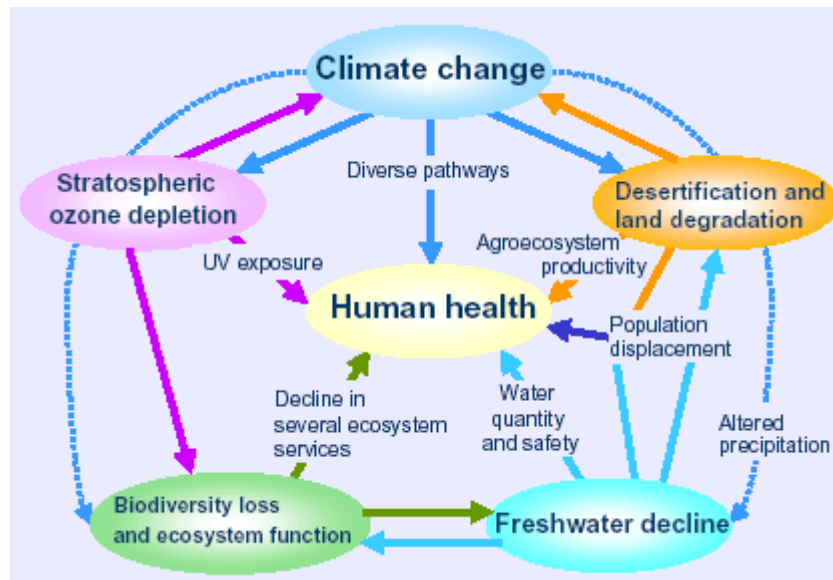 Climate change
Stratospheric
ozone depletion
Diverse pathways
Desertification and
land degradation
UV exposure
Agroecosystem
productivity
Human health
Population
displacement
Decline in
several ecosystem
services
Water
quantity
and safety
Altered
precipitation
Biodiversity loss
and ecosystem function
Freshwater decline